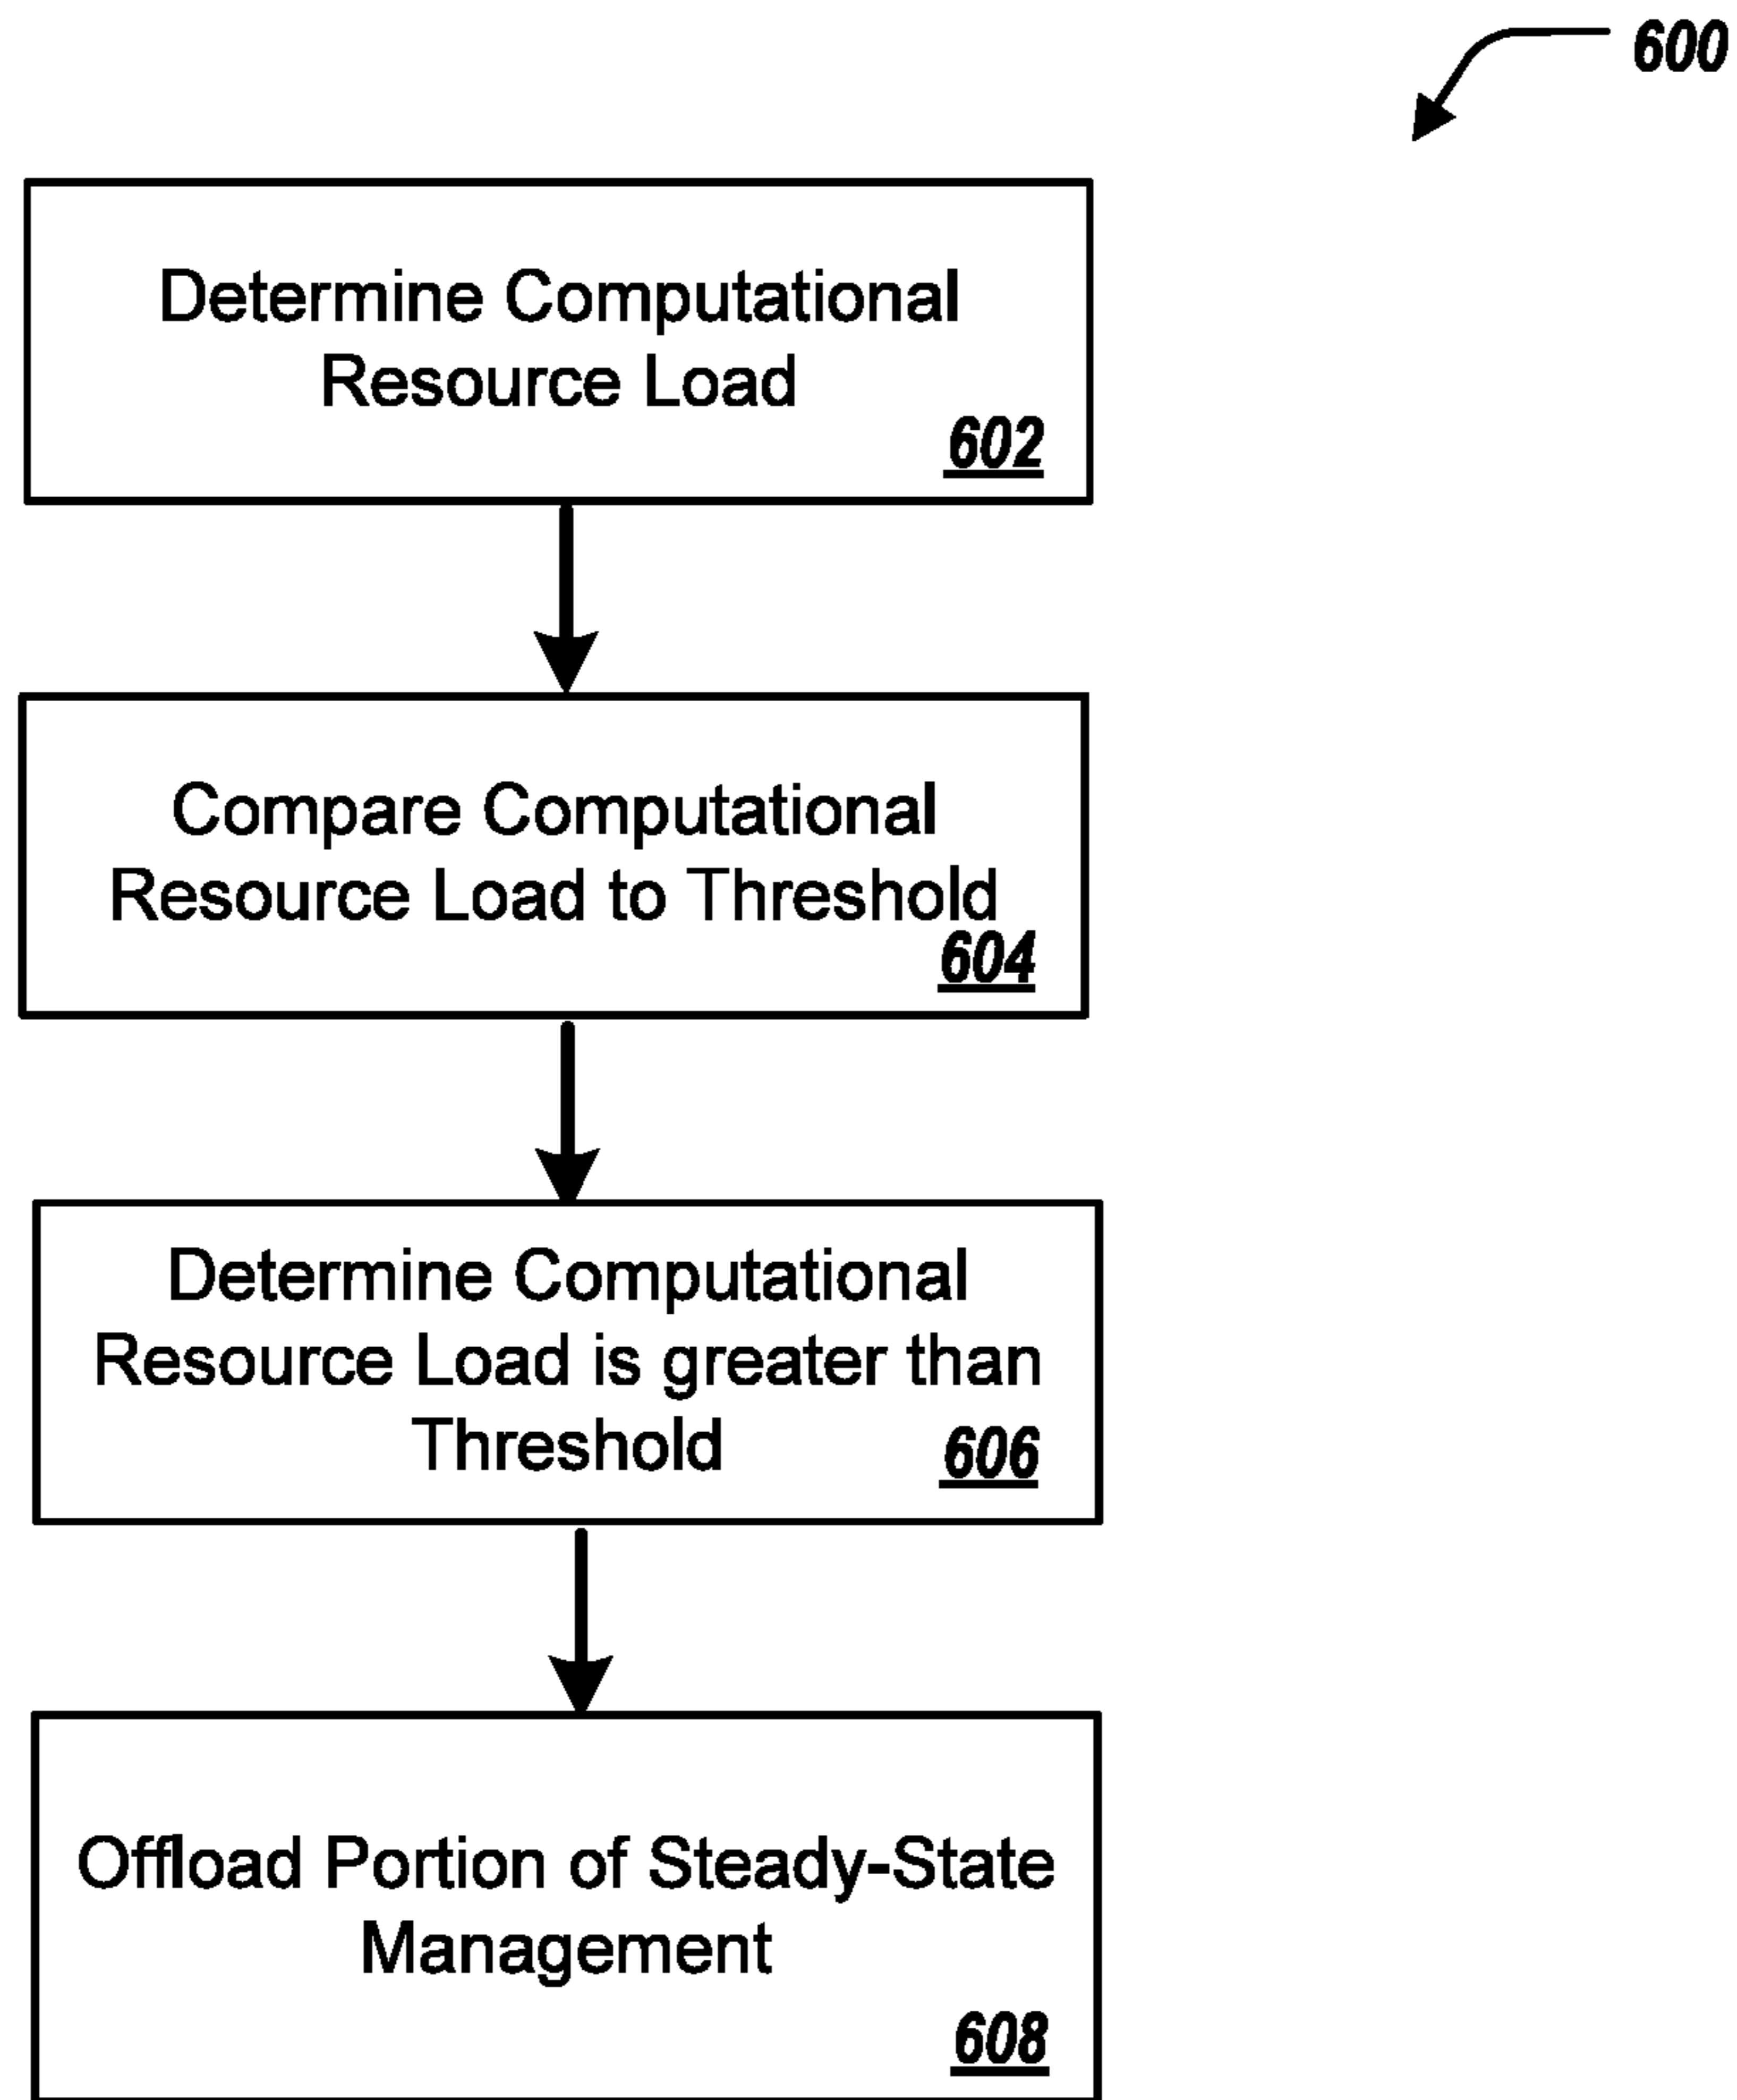 600
Determine Computational
Resource Load
602
Compare Computational
Resource Load to Threshold
604
Determine Computational
Resource Load is greater than
Threshold
606
Offload Portion of Steady-State
Management
608